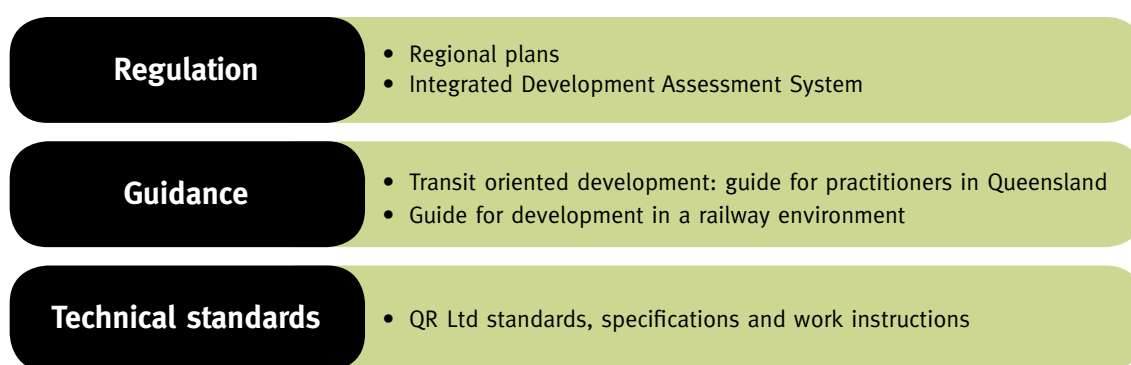 Regulation
• Regional plans
• Integrated Development Assessment System
Guidance
• Transit oriented development: guide for practitioners in Queensland
• Guide for development in a railway environment
Technical standards
• QR Ltd standards, specifications and work instructions